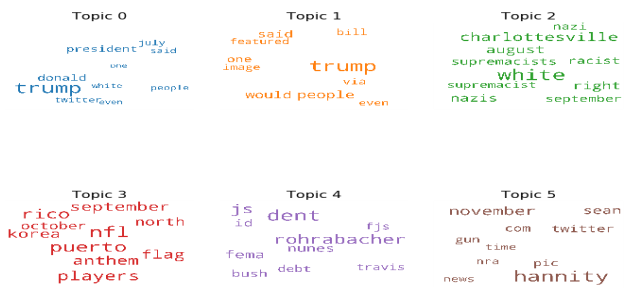 Topic 0
july
president said
one
donald
trump white people
twitter even
Topic 1
said bill
featured
one
image trump
via
would people
even
Topic 2
nazi
charlottesville
august
supremacists racist
white
supremacist right
nazis september
Topic 3
september
rico
october north
korea nfl
puerto
anthem flag
players
Topic 4
js dent
id fjs
rohrabacher
nunes
fema
bush debt travis
Topic 5
november sean
com twitter
gun time
nra pic
news hannity